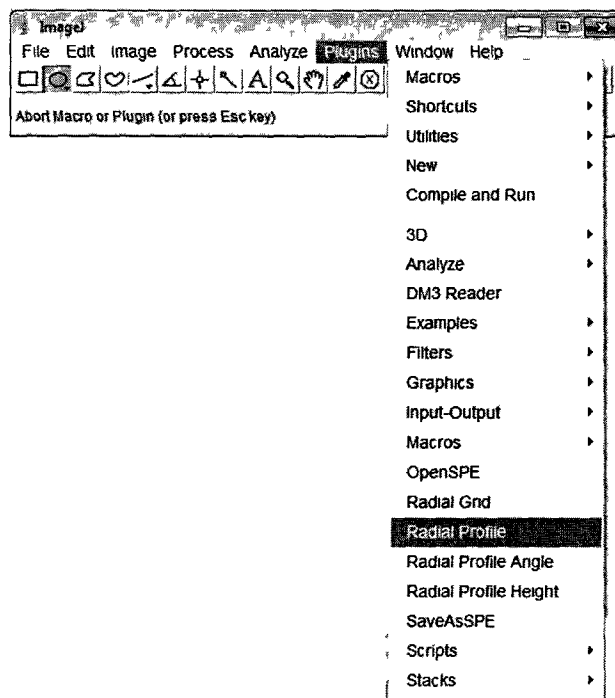 ImageJ
File Edit Image Process Analyze Plugins Window Help
A
Abort Macro or Plugin (or press Esc key)
Macros
Shortcuts
Utilities
New
Compile and Run
3D
Analyze
DM3 Reader
Examples
Filters
Graphics
Input-Output
Macros
OpenSPE
Radial Grid
Radial Profile
Radial Profile Angle
Radial Profile Height
SaveAsSPE
Scripts
Stacks